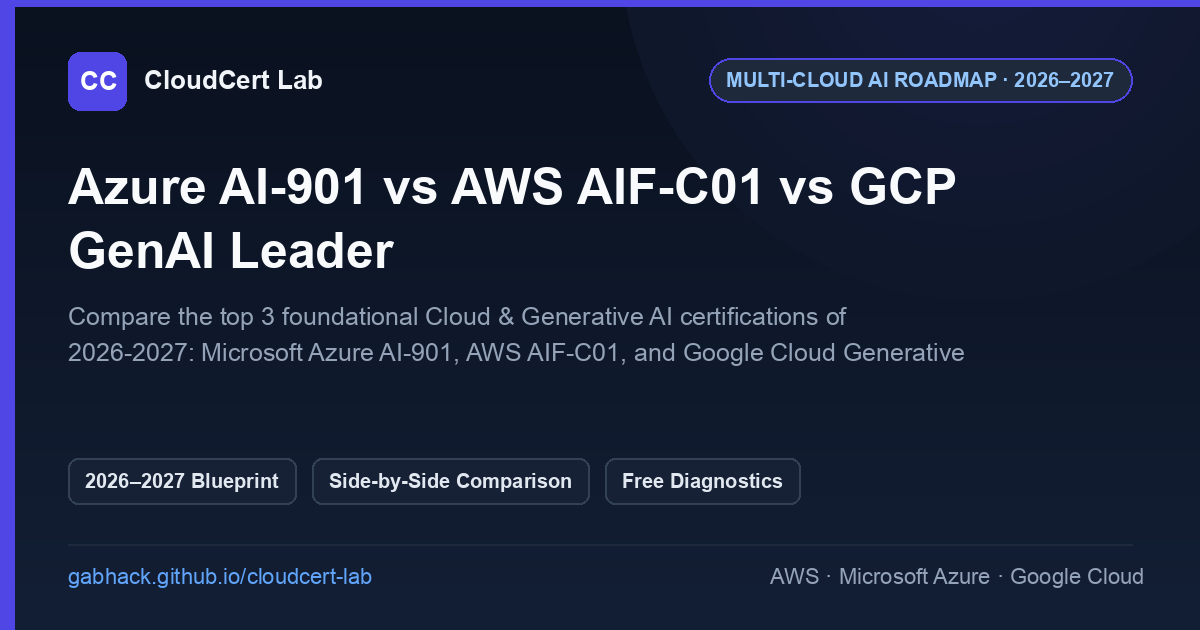 CC
CloudCert Lab
MULTI-CLOUD AI ROADMAP · 2026–2027
Azure AI-901 vs AWS AIF-C01 vs GCP
GenAI Leader
Compare the top 3 foundational Cloud & Generative AI certifications of
2026-2027: Microsoft Azure AI-901, AWS AIF-C01, and Google Cloud Generative
2026–2027 Blueprint
Side-by-Side Comparison
Free Diagnostics
gabhack.github.io/cloudcert-lab
AWS · Microsoft Azure · Google Cloud